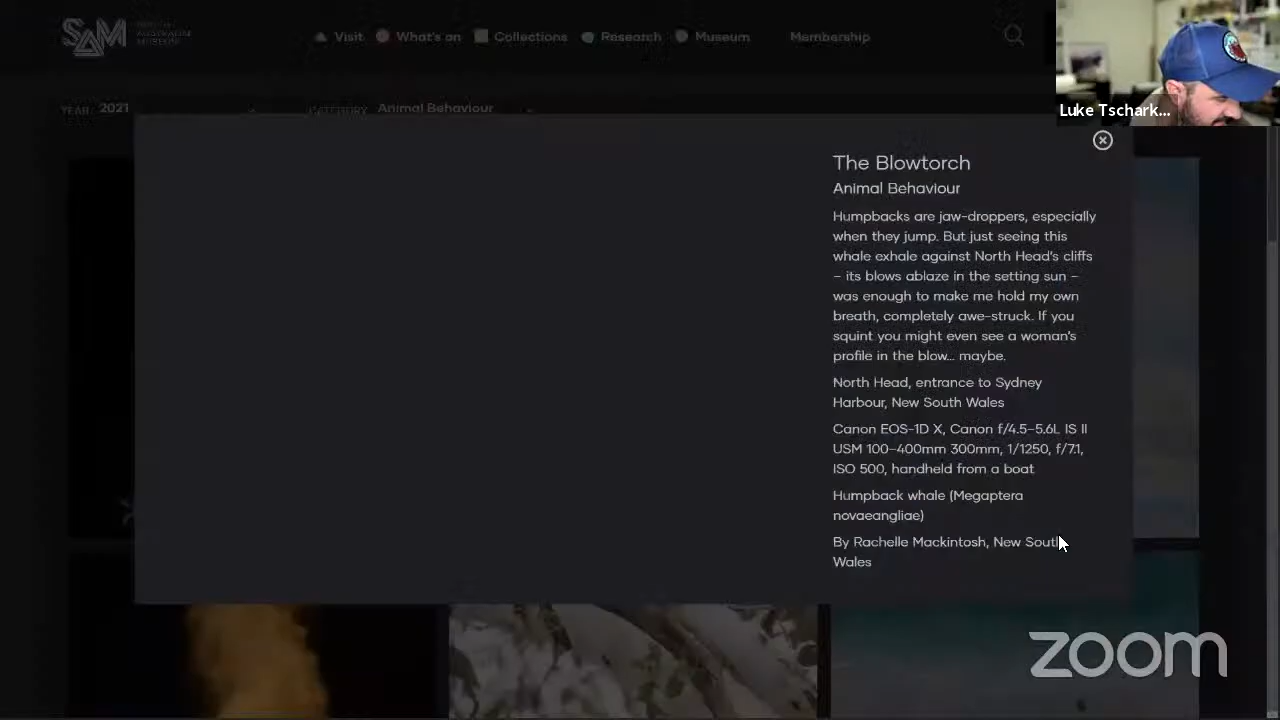 SAM
SOUTH
AUSTRALIAN
MUSEUM
Visit
What's on
Collections
Research
Museum
Membership
Luke Tschark...
YEAR: 2021
CATEGORY: Animal Behaviour
The Blowtorch
Animal Behaviour
Humpbacks are jaw-droppers, especially
when they jump. But just seeing this
whale exhale against North Head's cliffs
– its blows ablaze in the setting sun –
was enough to make me hold my own
breath, completely awe-struck. If you
squint you might even see a woman's
profile in the blow... maybe.
North Head, entrance to Sydney
Harbour, New South Wales
Canon EOS-1D X, Canon f/4.5–5.6L IS II
USM 100–400mm 300mm, 1/1250, f/7.1,
ISO 500, handheld from a boat
Humpback whale (Megaptera
novaeangliae)
By Rachelle Mackintosh, New South
Wales
zoom